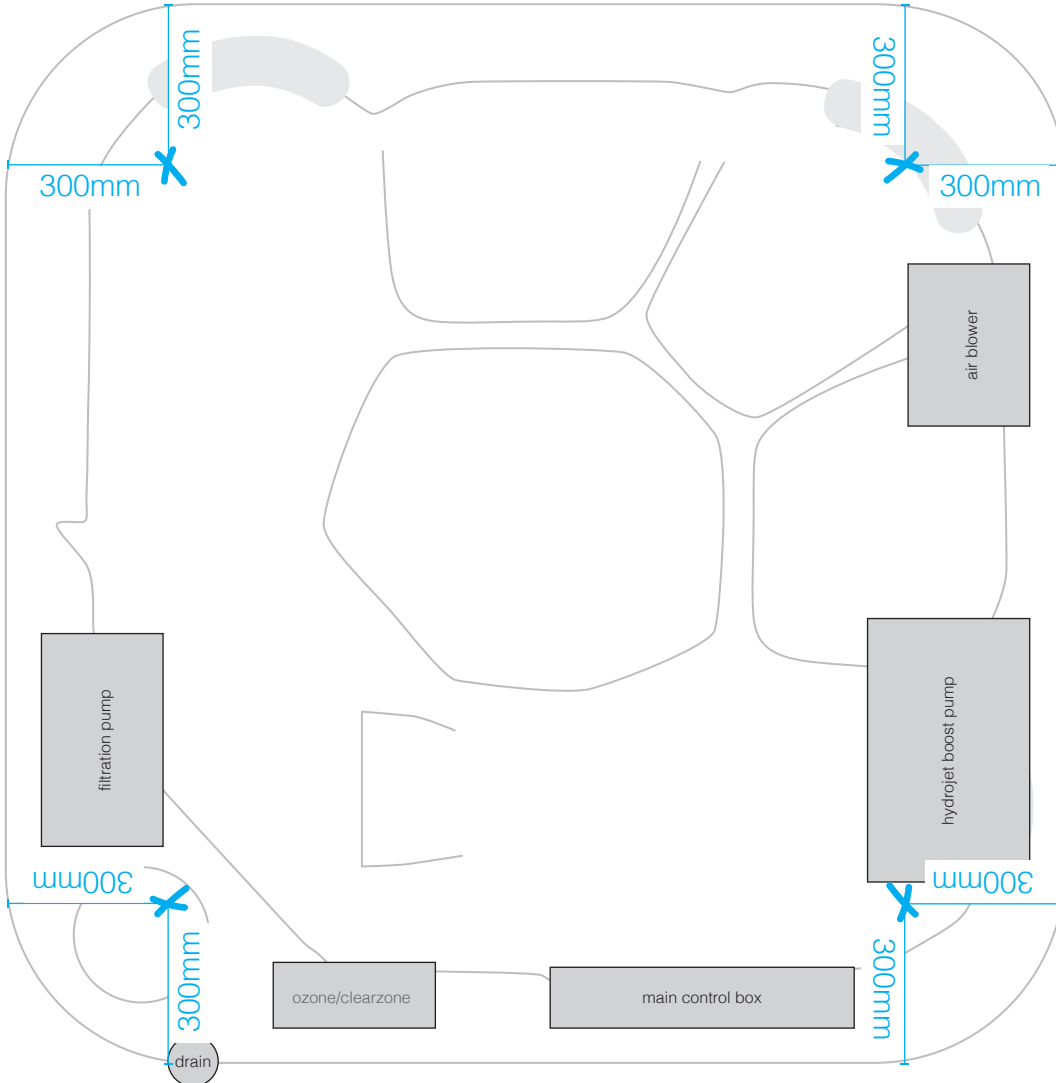 300mm
300mm
300mm
300mm
air blower
filtration pump
hydrojet boost pump
300mm
300mm
300mm
300mm
ozone/clearzone
main control box
drain